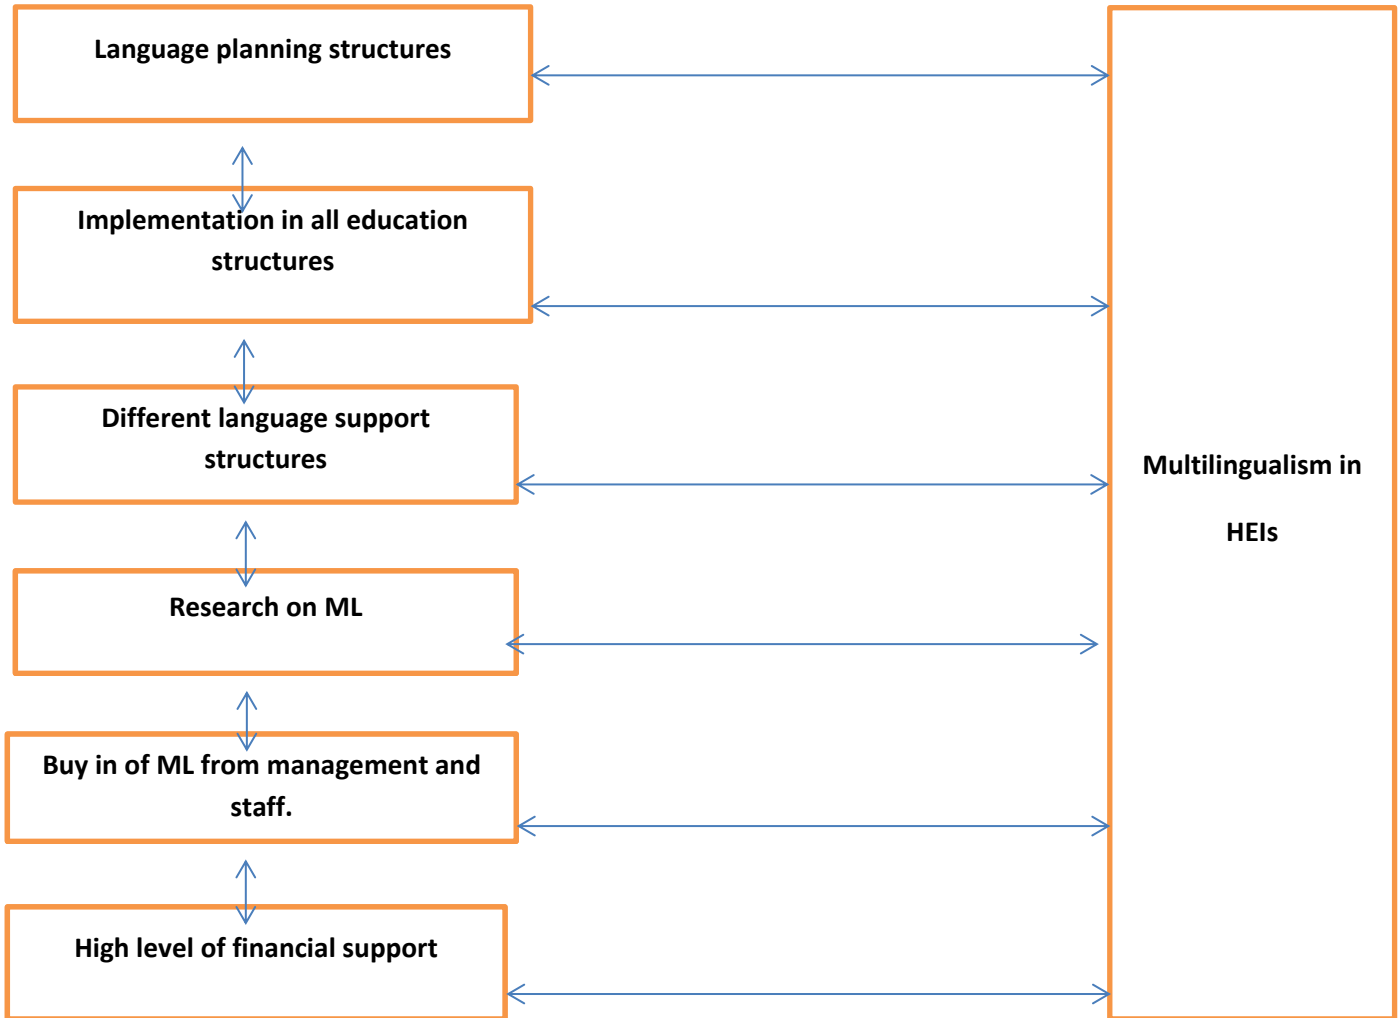 Language planning structures
Implementation in all education
structures
Different language support
structures
Research on ML
Buy in of ML from management and
staff.
High level of financial support
Multilingualism in
HEIs